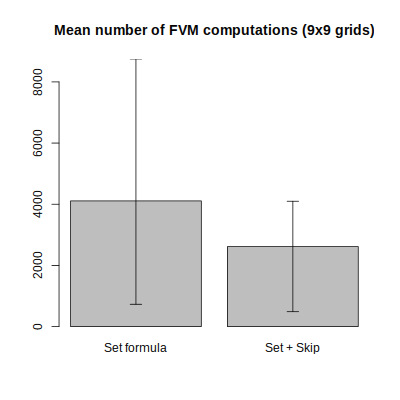 Mean number of FVM computations (9x9 grids)
8000
6000
4000
2000
0
Set formula
Set + Skip